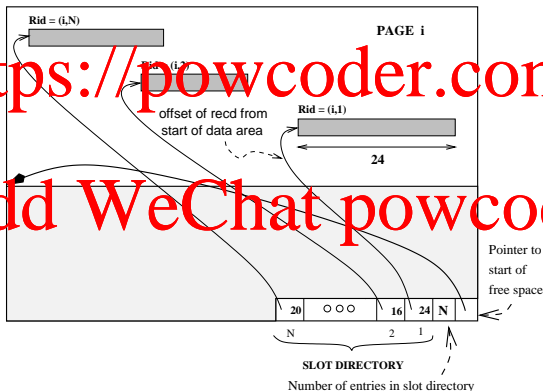 Rid = (i,N)
PAGE i
Rid = (i,2)
https://powcoder.com
Rid = (i,1)
offset of recd from
start of data area
24
Add WeChat powcoder
Pointer to
start of
free space
20
16
24
N
N
2
1
SLOT DIRECTORY
Number of entries in slot directory